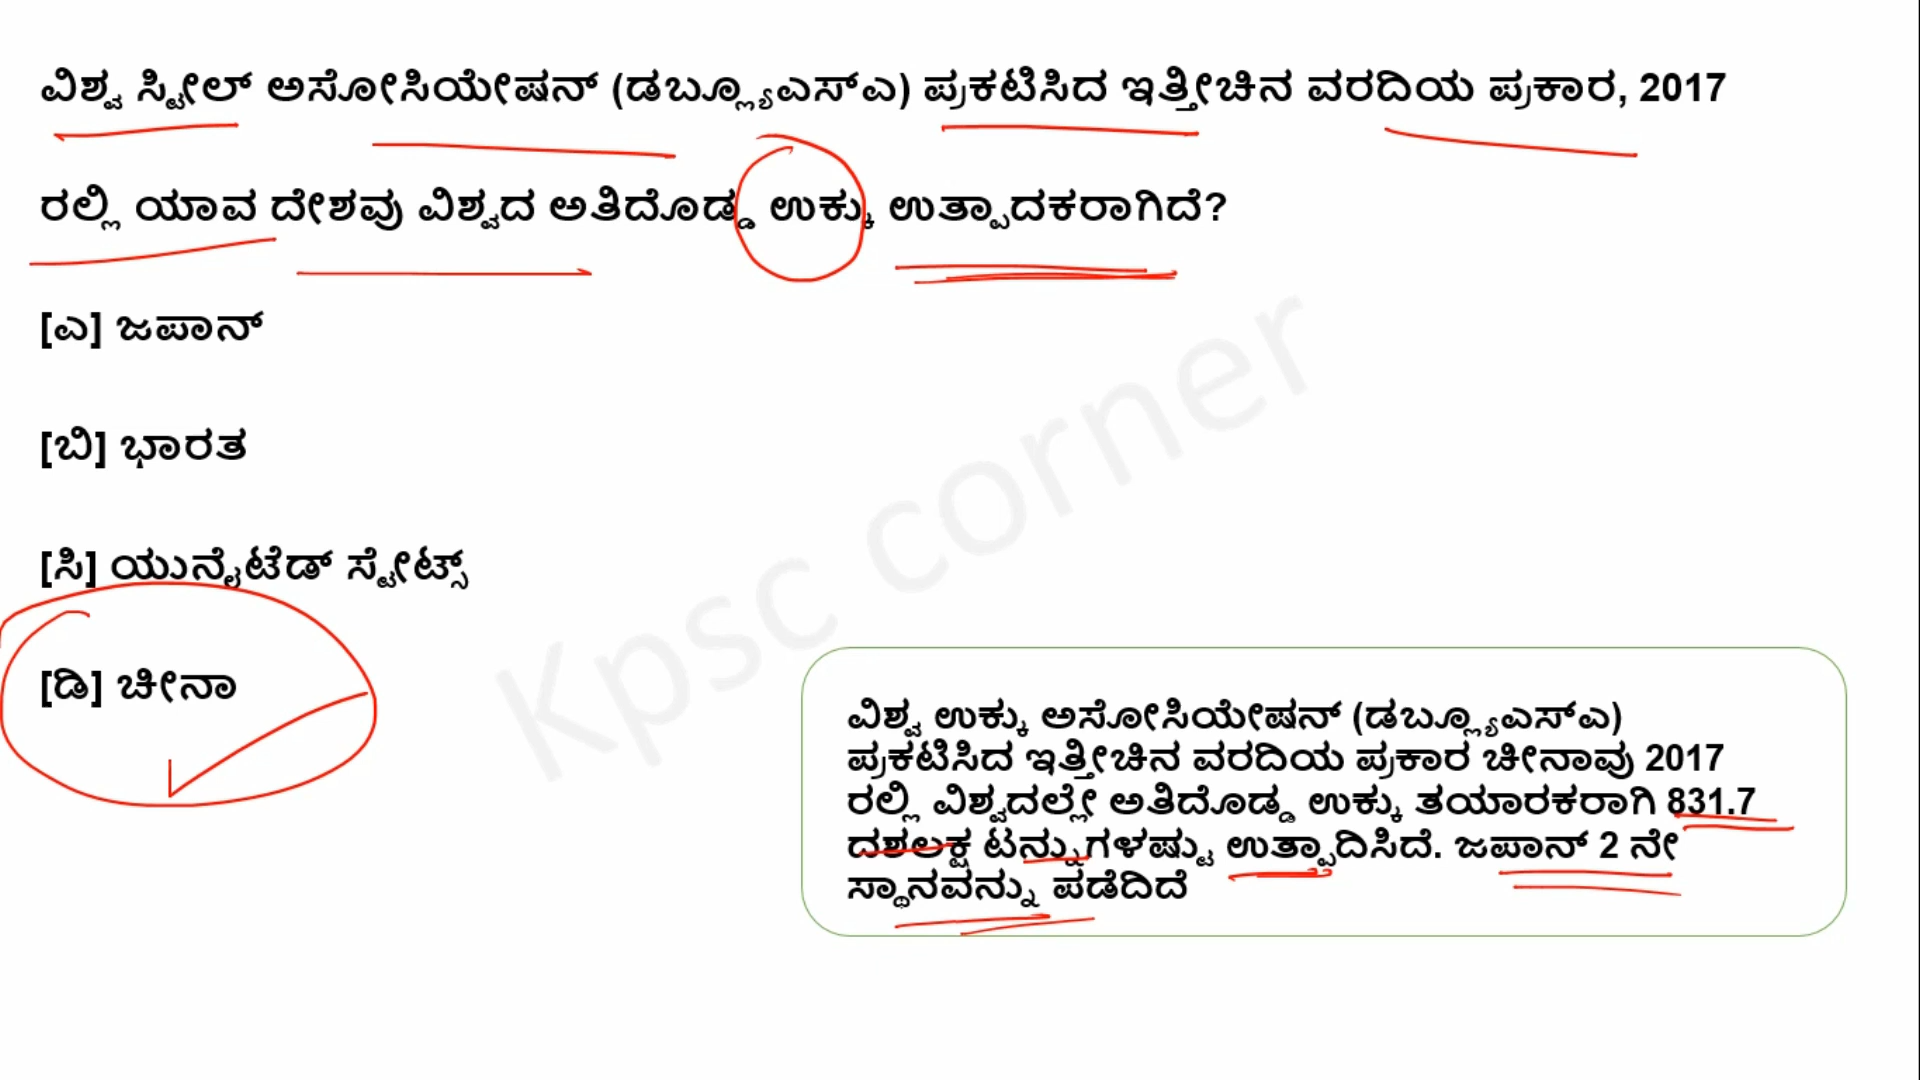 ವಿಶ್ವ ಸ್ಟೀಲ್ ಅಸೋಸಿಯೇಷನ್ (ಡಬ್ಲ್ಯೂಎಸ್ಎ) ಪ್ರಕಟಿಸಿದ ಇತ್ತೀಚಿನ ವರದಿಯ ಪ್ರಕಾರ, 2017
ರಲ್ಲಿ ಯಾವ ದೇಶವು ವಿಶ್ವದ ಅತಿದೊಡ್ಡ ಉಕ್ಕು ಉತ್ಪಾದಕರಾಗಿದೆ?
[ಎ] ಜಪಾನ್
[ಬಿ] ಭಾರತ
[ಸಿ] ಯುನೈಟೆಡ್ ಸ್ಟೇಟ್ಸ್
[ಡಿ] ಚೀನಾ
Kpsc corner
ವಿಶ್ವ ಉಕ್ಕು ಅಸೋಸಿಯೇಷನ್ (ಡಬ್ಲ್ಯೂಎಸ್ಎ)
ಪ್ರಕಟಿಸಿದ ಇತ್ತೀಚಿನ ವರದಿಯ ಪ್ರಕಾರ ಚೀನಾವು 2017
ರಲ್ಲಿ ವಿಶ್ವದಲ್ಲೇ ಅತಿದೊಡ್ಡ ಉಕ್ಕು ತಯಾರಕರಾಗಿ 831.7
ದಶಲಕ್ಷ ಟನ್ನುಗಳಷ್ಟು ಉತ್ಪಾದಿಸಿದೆ. ಜಪಾನ್ 2 ನೇ
ಸ್ಥಾನವನ್ನು ಪಡೆದಿದೆ